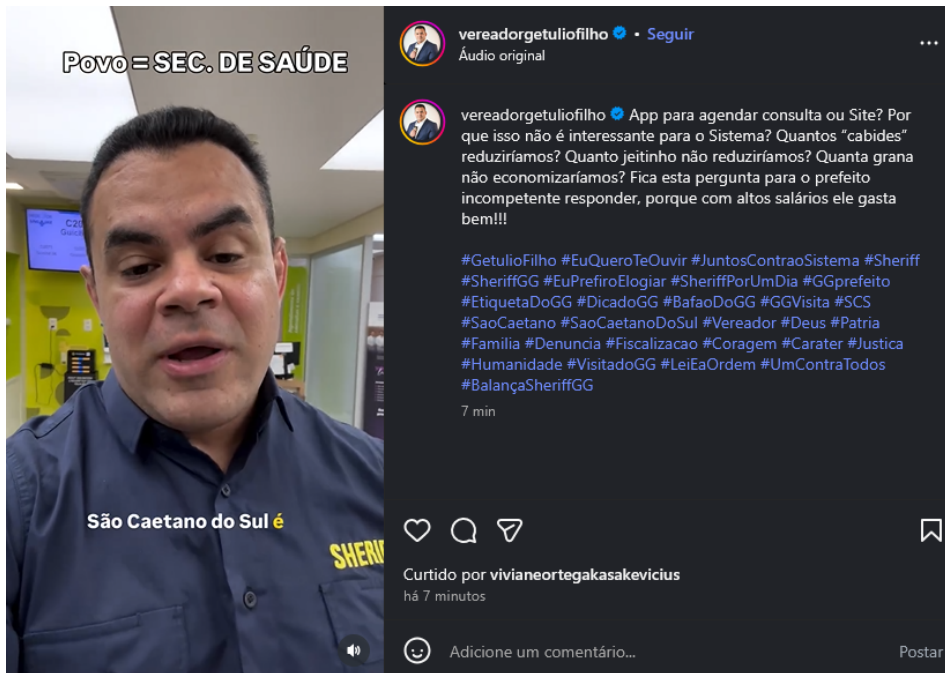 Povo = SEC. DE SAÚDE
São Caetano do Sul é
SHERIF
vereadorgetuliofilho • Seguir
Áudio original
vereadorgetuliofilho App para agendar consulta ou Site? Por
que isso não é interessante para o Sistema? Quantos “cabides”
reduziríamos? Quanto jeitinho não reduziríamos? Quanta grana
não economizaríamos? Fica esta pergunta para o prefeito
incompetente responder, porque com altos salários ele gasta
bem!!!
#GetulioFilho #EuQueroTeOuvir #JuntosContraoSistema #Sheriff
#SheriffGG #EuPrefiroElogiar #SheriffPorUmDia #GGprefeito
#EtiquetaDoGG #DicadoGG #BafaoDoGG #GGVisita #SCS
#SaoCaetano #SaoCaetanoDoSul #Vereador #Deus #Patria
#Familia #Denuncia #Fiscalizacao #Coragem #Carater #Justica
#Humanidade #VisitadoGG #LeiEaOrdem #UmContraTodos
#BalançaSheriffGG
7 min
Curtido por vivianeortegakasakevicius
há 7 minutos
Adicione um comentário...
Postar